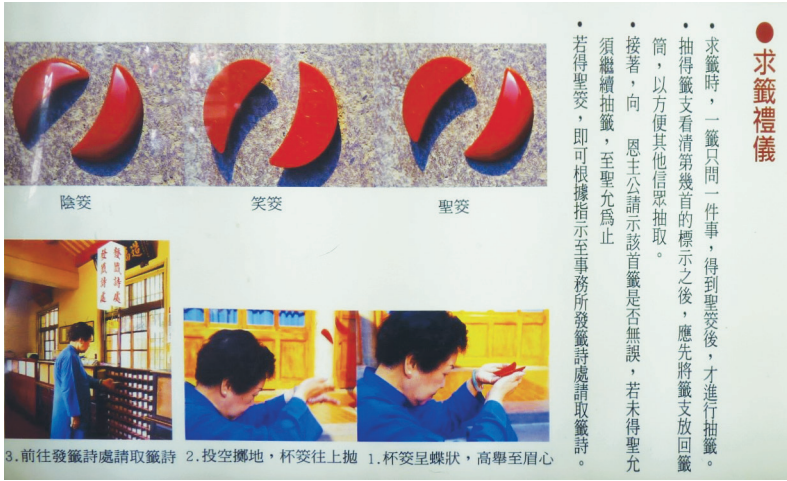 ●求籤禮儀
•求籤時，一籤只問一件事，得到聖筊後，才進行抽籤。
•抽得籤支看清第幾首的標示之後，應先將籤支放回籤
筒，以方便其他信眾抽取。
•接著，向　恩主公請示該首籤是否無誤，若未得聖允
須繼續抽籤，至聖允為止
•若得聖筊，即可根據指示至事務所發籤詩處請取籤詩。
聖筊
笑筊
陰筊
1.杯筊呈蝶狀，高舉至眉心
2.投空擲地，杯筊往上拋
3.前往發籤詩處請取籤詩
發籤詩處
發籤詩處